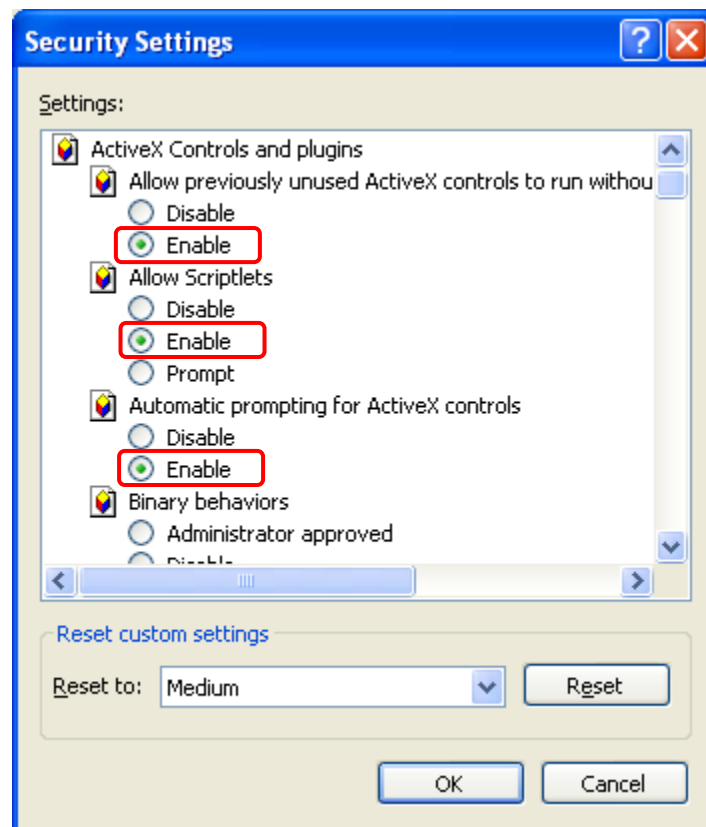 Security Settings
Settings:
ActiveX Controls and plugins
Allow previously unused ActiveX controls to run withou
Disable
Enable
Allow Scriptlets
Disable
Enable
Prompt
Automatic prompting for ActiveX controls
Disable
Enable
Binary behaviors
Administrator approved
Disable
Reset custom settings
Reset to: Medium Reset
OK Cancel